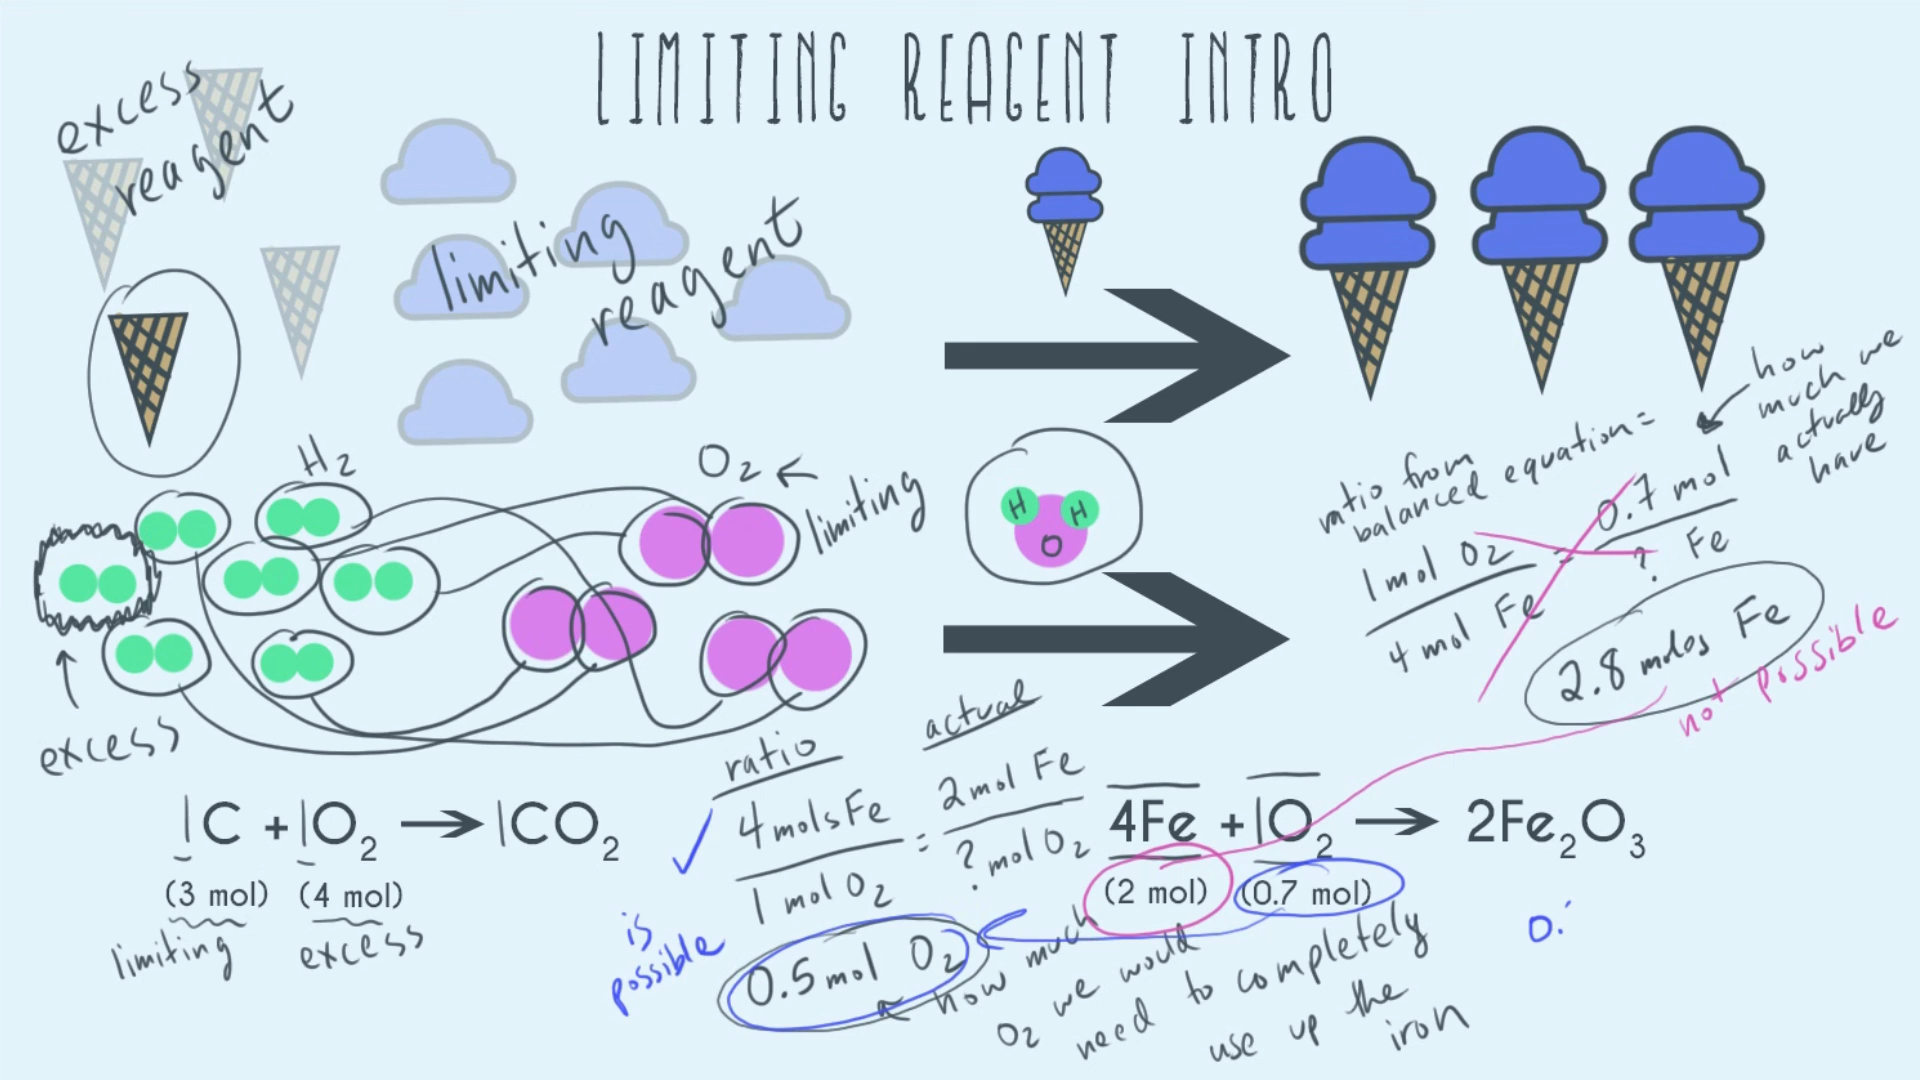 LIMITING REAGENT INTRO
excess
reagent
limiting
reagent
how
much we
actually
have
H2
O2 ←
limiting
H H
O
excess
ratio from
balanced equation =
1 mol O2 = 0.7 mol
4 mol Fe ? Fe
2.8 moles Fe
not possible
1C + 1O2 → 1CO2
(3 mol) (4 mol)
limiting excess
ratio actual
4 mols Fe = 2 mol Fe
1 mol O2 ? mol O2
is
possible
0.5 mol O2
4Fe + 1O2 → 2Fe2O3
(2 mol) (0.7 mol)
0.
how much
O2 we would
need to completely
use up the
iron